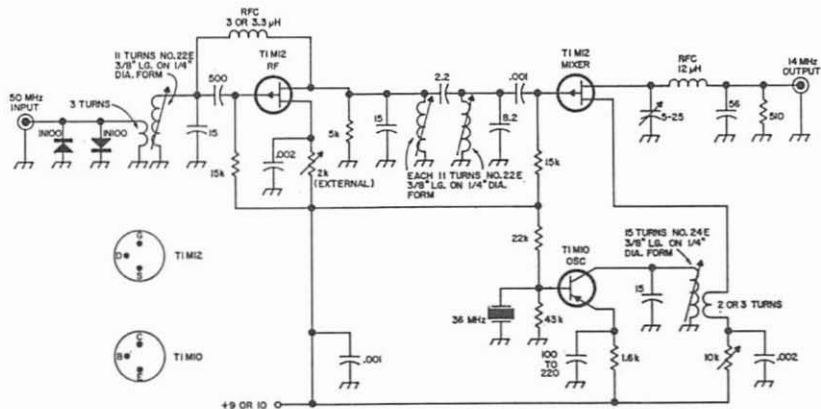 RFC
3 OR 3.3 µH
11 TURNS NO.22E
3/8" LG. ON 1/4"
DIA. FORM
TIM12
RF
TIM12
MIXER
RFC
12 µH
14 MHz
OUTPUT
50 MHz
INPUT
3 TURNS
500
2.2
.001
1N100
1N100
15
5k
15
8.2
5-25
56
510
.002
15k
2k
(EXTERNAL)
EACH 11 TURNS NO.22E
3/8" LG. ON 1/4" DIA.
FORM
15k
G
D
S
TIM12
22k
TIM10
OSC
15 TURNS NO. 24E
3/8" LG. ON 1/4"
DIA. FORM
15
2 OR 3 TURNS
36 MHz
43k
B
TIM10
.001
100
TO
220
1.6k
10k
.002
+9 OR 10